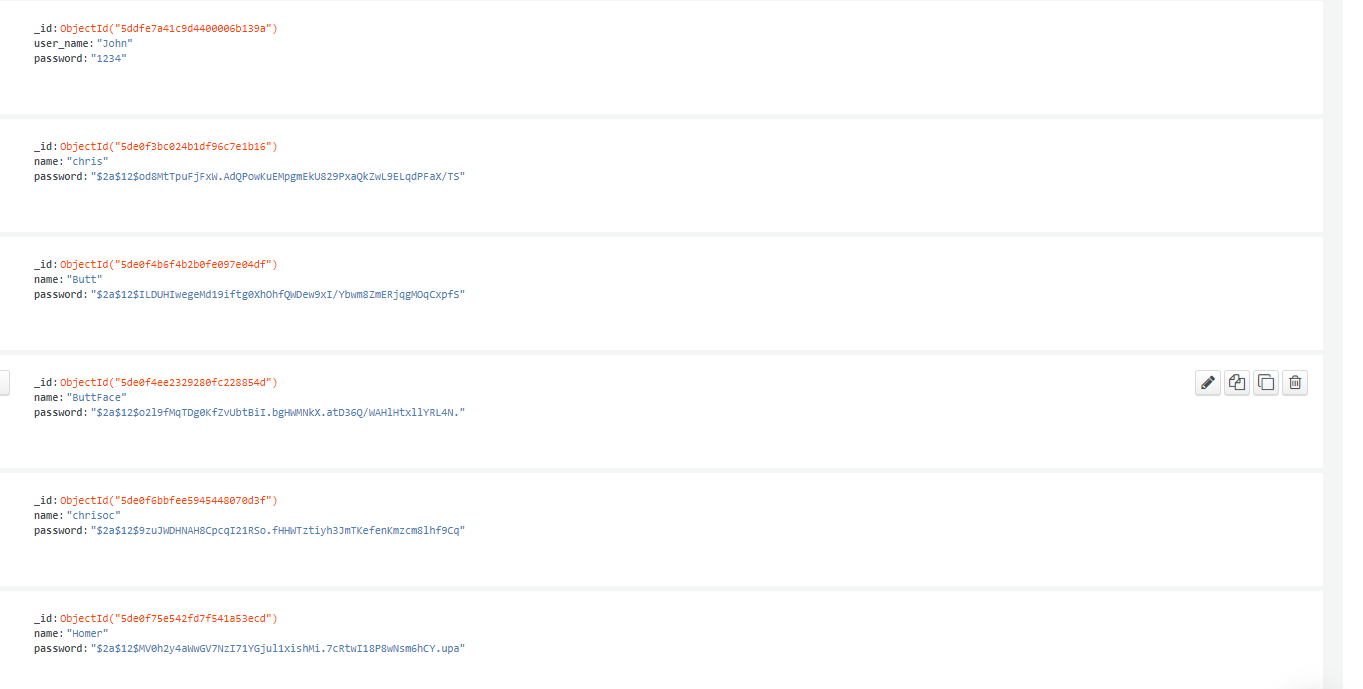 _id:ObjectId("5ddfe7a41c9d4400006b139a")
user_name:"John"
password:"1234"
_id:ObjectId("5de0f3bc024b1df96c7e1b16")
name:"chris"
password:"$2a$12$od8MtTpuFjFxW.AdQPowKuEMpgmEkU829PxaQkZwL9ELqdPFaX/TS"
_id:ObjectId("5de0f4b6f4b2b0fe097e04df")
name:"Butt"
password:"$2a$12$ILDUHIwegeMd19iftg0XhOhfQWDew9xI/Ybwm8ZmERjqgMOqCxpfS"
_id:ObjectId("5de0f4ee2329280fc228854d")
name:"ButtFace"
password:"$2a$12$o2l9fMqTDg0KfZvUbtBiI.bgHWMNkX.atD36Q/WAHlHtxllYRL4N."
_id:ObjectId("5de0f6bbfee5945448070d3f")
name:"chrisoc"
password:"$2a$12$9zuJWDHNAH8CpcqI21RSo.fHHWTztiyh3JmTKefenKmzcm8lhf9Cq"
_id:ObjectId("5de0f75e542fd7f541a53ecd")
name:"Homer"
password:"$2a$12$MV0h2y4aWwGV7NzI71YGjul1xishMi.7cRtwI18P8wNsm6hCY.upa"